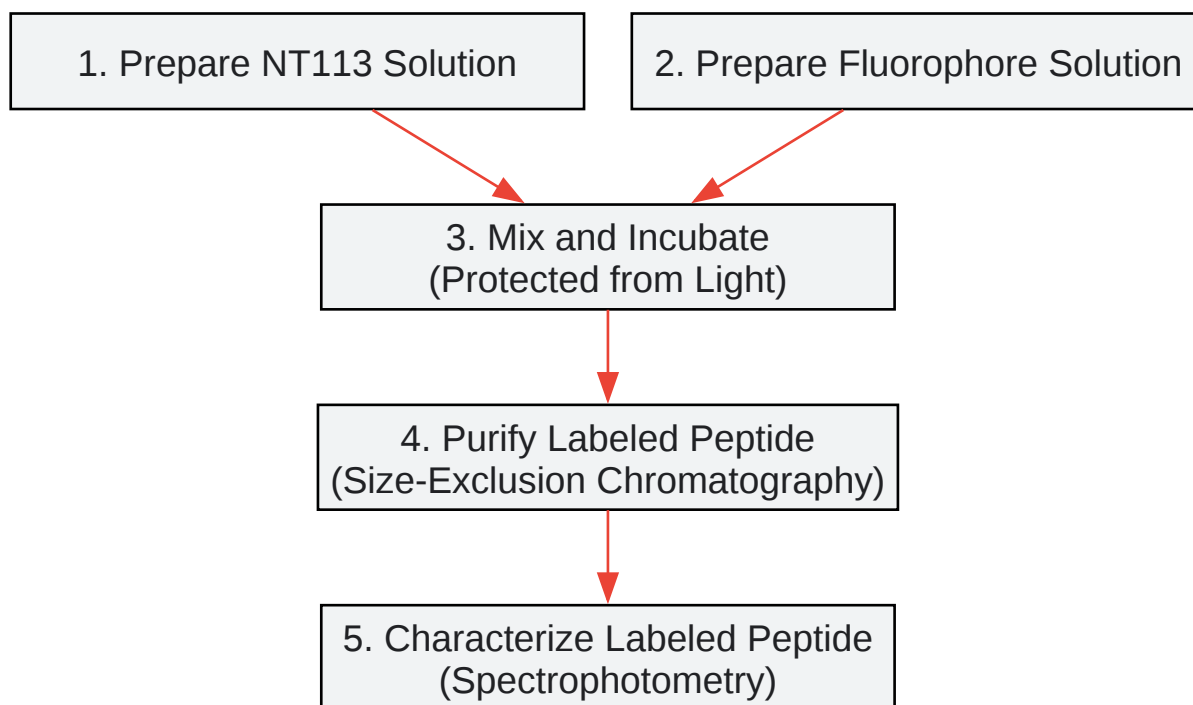 1. Prepare NT113 Solution
2. Prepare Fluorophore Solution
3. Mix and Incubate
(Protected from Light)
4. Purify Labeled Peptide
(Size-Exclusion Chromatography)
5. Characterize Labeled Peptide
(Spectrophotometry)